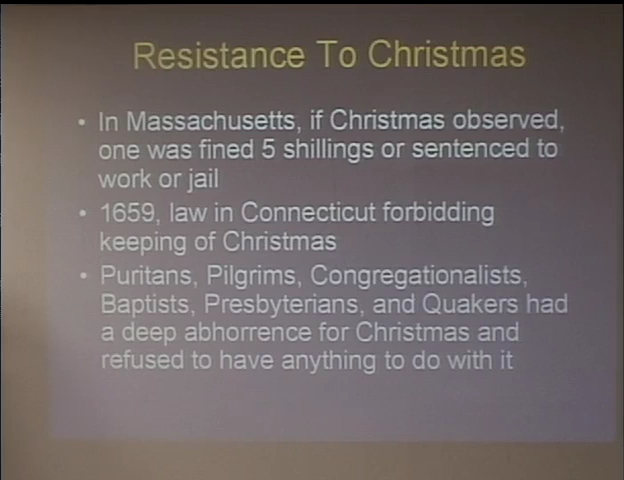 Resistance To Christmas
• In Massachusetts, if Christmas observed,
one was fined 5 shillings or sentenced to
work or jail
• 1659, law in Connecticut forbidding
keeping of Christmas
• Puritans, Pilgrims, Congregationalists,
Baptists, Presbyterians, and Quakers had
a deep abhorrence for Christmas and
refused to have anything to do with it